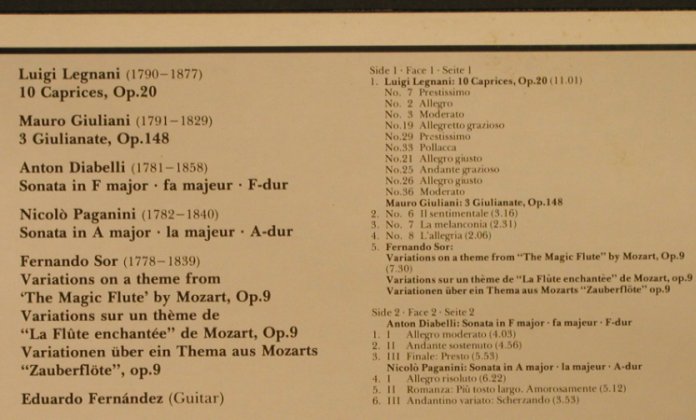 Luigi Legnani (1790–1877)
10 Caprices, Op.20
Mauro Giuliani (1791–1829)
3 Giulianate, Op.148
Anton Diabelli (1781–1858)
Sonata in F major · fa majeur · F-dur
Nicolò Paganini (1782–1840)
Sonata in A major · la majeur · A-dur
Fernando Sor (1778–1839)
Variations on a theme from
‘The Magic Flute’ by Mozart, Op.9
Variations sur un thème de
“La Flûte enchantée” de Mozart, Op.9
Variationen über ein Thema aus Mozarts
“Zauberflöte”, op.9
Eduardo Fernández (Guitar)
Side 1 · Face 1 · Seite 1
1. Luigi Legnani: 10 Caprices, Op.20 (11.01)
No. 7 Prestissimo
No. 2 Allegro
No. 3 Moderato
No.19 Allegretto grazioso
No.29 Prestissimo
No.33 Pollacca
No.21 Allegro giusto
No.25 Andante grazioso
No.26 Allegro giusto
No.36 Moderato
Mauro Giuliani: 3 Giulianate, Op.148
2. No. 6 Il sentimentale (3.16)
3. No. 7 La melanconia (2.31)
4. No. 8 L'allegria (2.06)
5. Fernando Sor:
Variations on a theme from “The Magic Flute” by Mozart, Op.9
(7.30)
Variations sur un thème de “La Flûte enchantée” de Mozart, op.9
Variationen über ein Thema aus Mozarts “Zauberflöte” op.9
Side 2 · Face 2 · Seite 2
Anton Diabelli: Sonata in F major · fa majeur · F-dur
1. I Allegro moderato (4.03)
2. II Andante sostenuto (4.56)
3. III Finale: Presto (5.53)
Nicolò Paganini: Sonata in A major · la majeur · A-dur
4. I Allegro risoluto (6.22)
5. II Romanza: Più tosto largo. Amorosamente (5.12)
6. III Andantino variato: Scherzando (3.53)